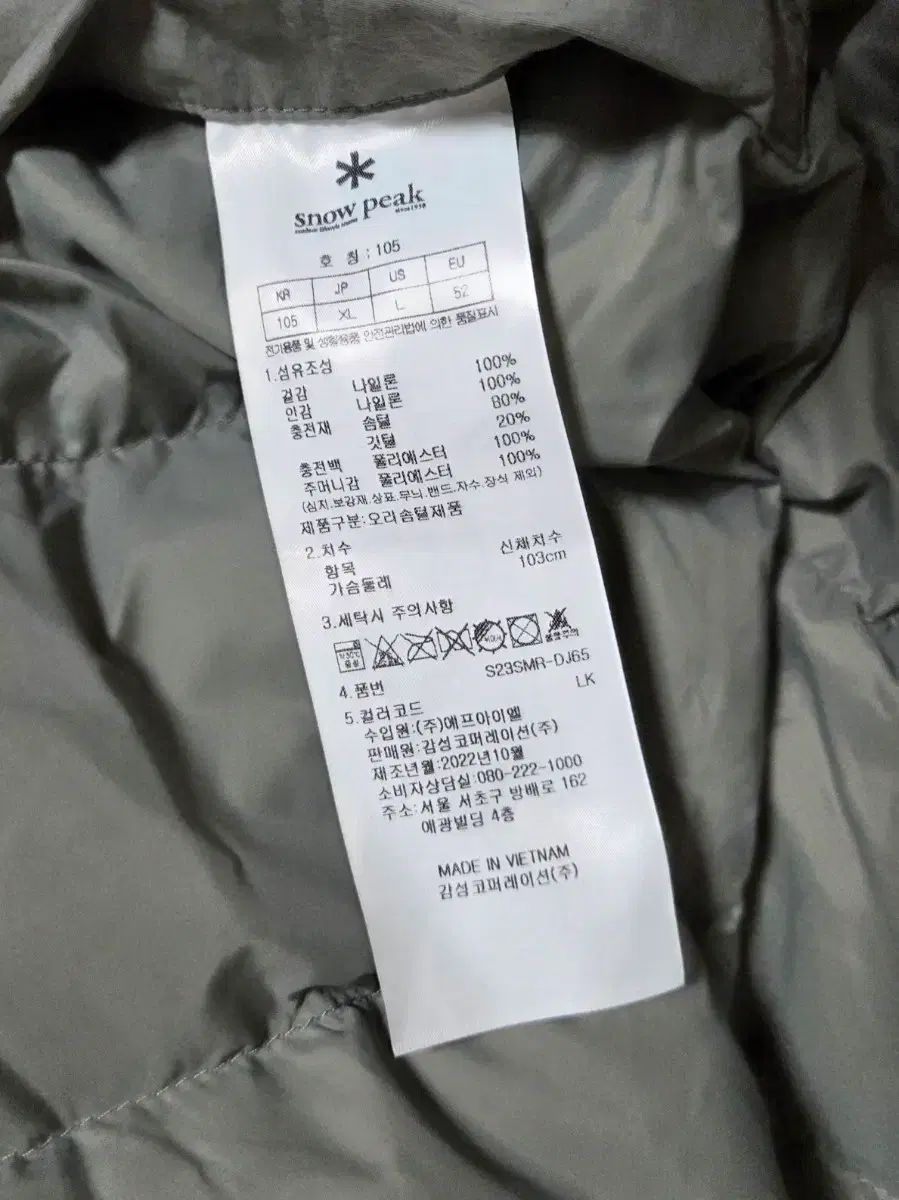 snow peak
호 칭 : 105
KR JP US EU
105 XL L 52
전기용품 및 생활용품 안전관리법에 의한 품질표시
1.섬유조성
겉감 나일론 100%
안감 나일론 100%
충전재 솜털 80%
깃털 20%
충전백 폴리에스터 100%
주머니감 폴리에스터 100%
(심지.보강재.상표.무늬.밴드.자수.장식 제외)
제품구분:오리솜털제품
2.치수
항목 신체치수
가슴둘레 103cm
3.세탁시 주의사항
4.품번 S23SMR-DJ65
5.컬러코드 LK
수입원:(주)에프아이엘
판매원:감성코퍼레이션(주)
제조년월:2022년10월
소비자상담실:080-222-1000
주소:서울 서초구 방배로 162
에광빌딩 4층
MADE IN VIETNAM
감성코퍼레이션(주)